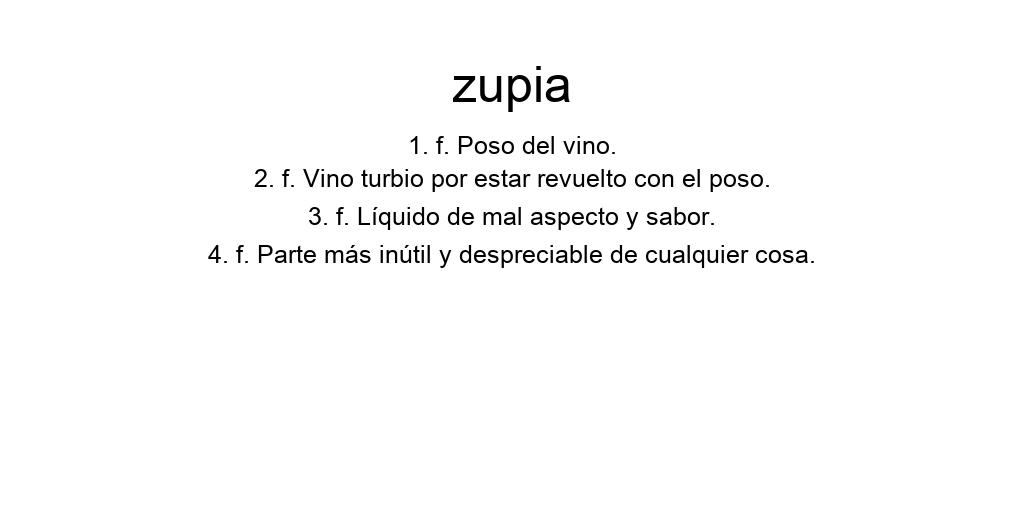 zupia
1. f. Poso del vino.
2. f. Vino turbio por estar revuelto con el poso.
3. f. Líquido de mal aspecto y sabor.
4. f. Parte más inútil y despreciable de cualquier cosa.